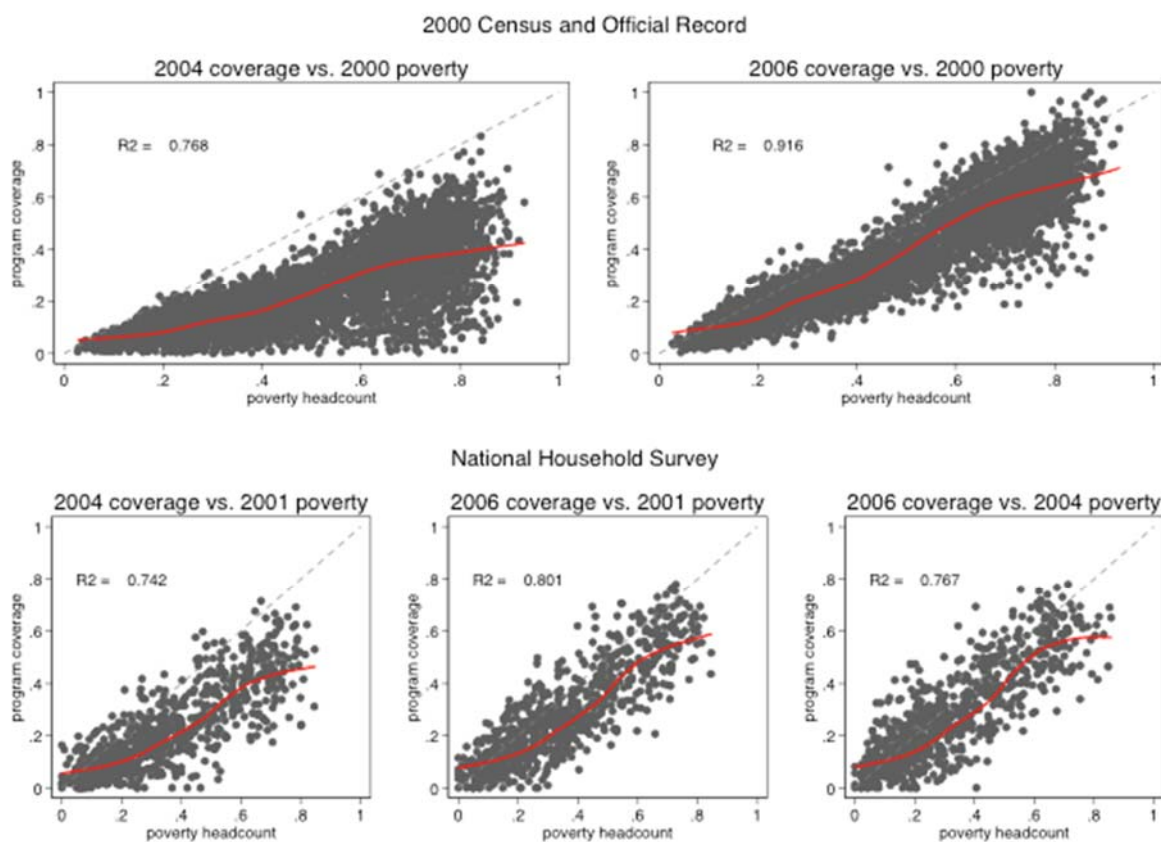 2000 Census and Official Record
2004 coverage vs. 2000 poverty
program coverage
1
.8
.6
.4
.2
0
R2 = 0.768
0 .2 .4 .6 .8 1
poverty headcount
2006 coverage vs. 2000 poverty
program coverage
1
.8
.6
.4
.2
0
R2 = 0.916
0 .2 .4 .6 .8 1
poverty headcount
National Household Survey
2004 coverage vs. 2001 poverty
program coverage
1
.8
.6
.4
.2
0
R2 = 0.742
0 .2 .4 .6 .8 1
poverty headcount
2006 coverage vs. 2001 poverty
program coverage
1
.8
.6
.4
.2
0
R2 = 0.801
0 .2 .4 .6 .8 1
poverty headcount
2006 coverage vs. 2004 poverty
program coverage
1
.8
.6
.4
.2
0
R2 = 0.767
0 .2 .4 .6 .8 1
poverty headcount